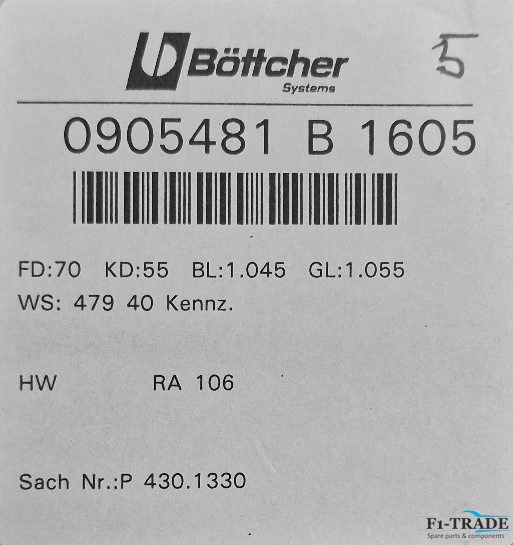 Böttcher 5
Systems
0905481 B 1605
FD:70 KD:55 BL:1.045 GL:1.055
WS: 479 40 Kennz.
HW RA 106
Sach Nr.:P 430.1330
F1-TRADE
Spare parts & components